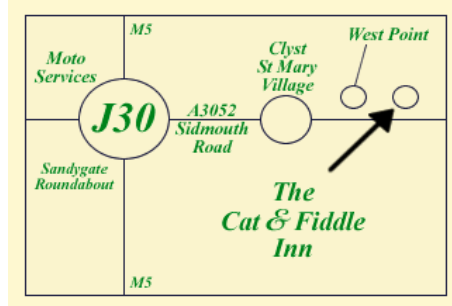 M5
Moto
Services
Clyst
St Mary
Village
West Point
J30
A3052
Sidmouth
Road
Sandygate
Roundabout
The
Cat & Fiddle
Inn
M5